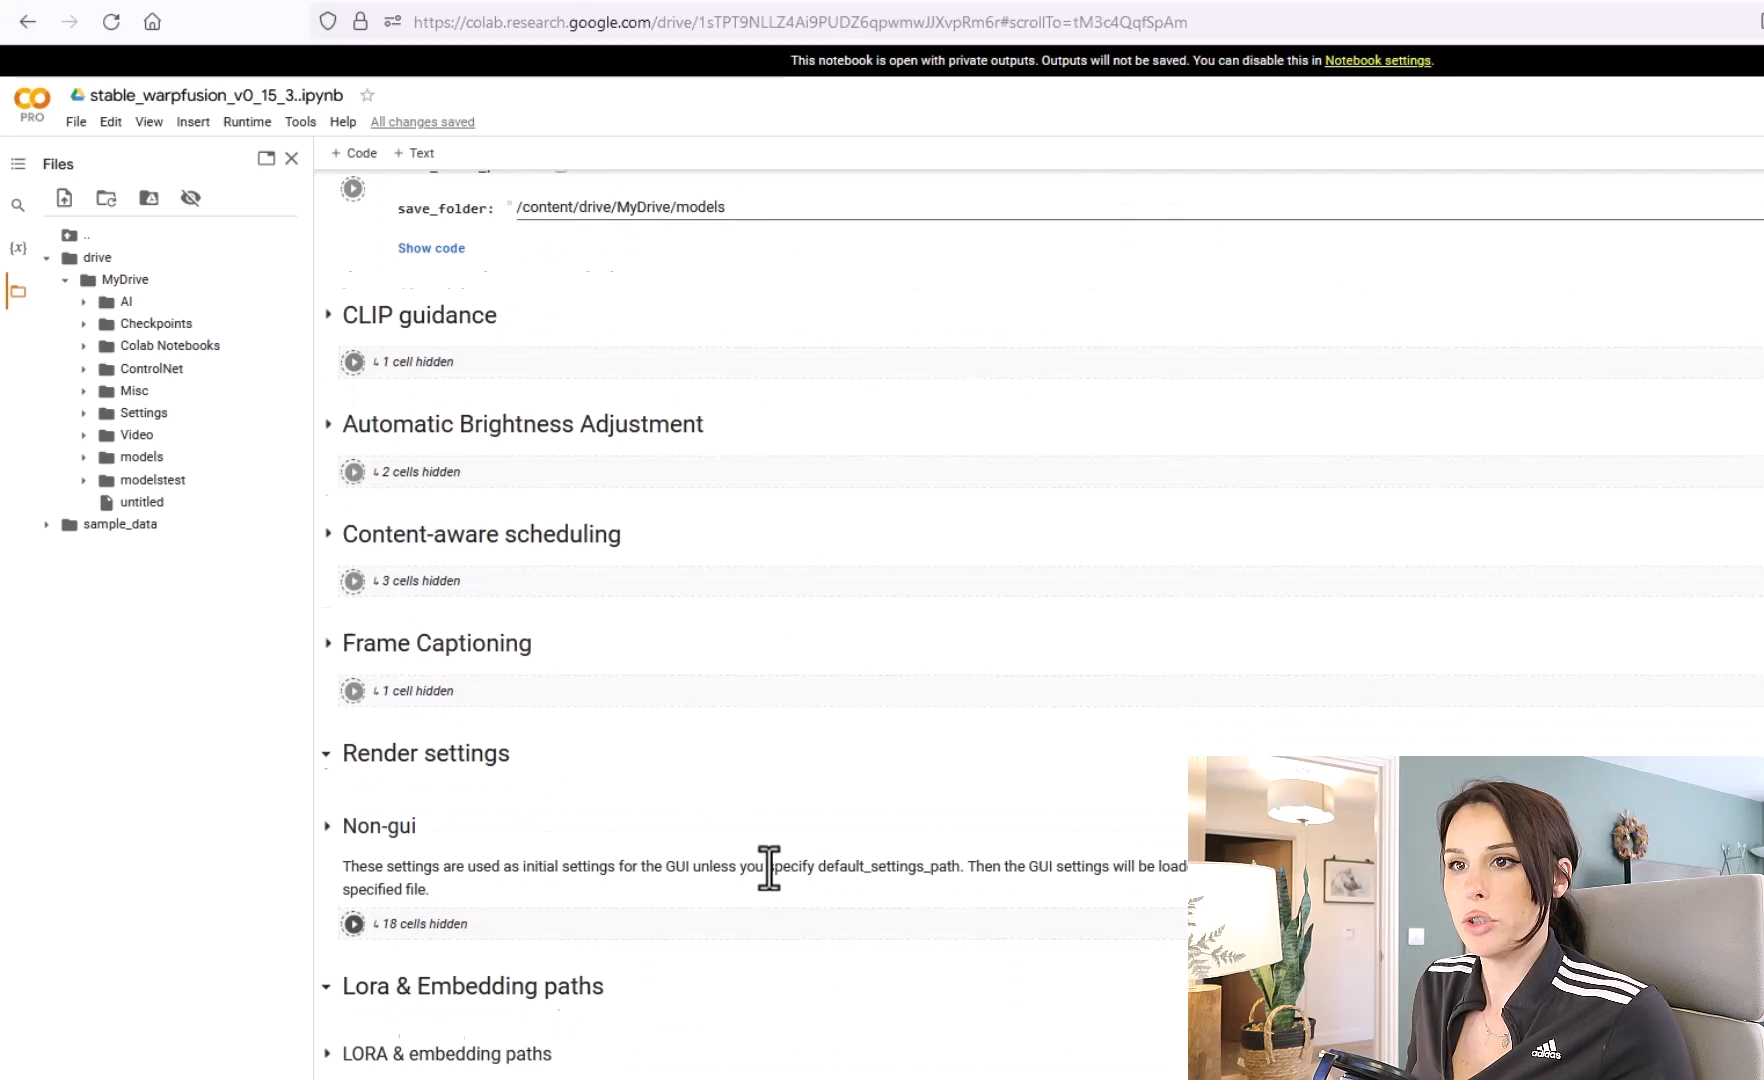 https://colab.research.google.com/drive/1sTPT9NLLZ4Ai9PUDZ6qpwmwJJXvpRm6r#scrollTo=tM3c4QqfSpAm
This notebook is open with private outputs. Outputs will not be saved. You can disable this in Notebook settings.
PRO
stable_warpfusion_v0_15_3..ipynb
File Edit View Insert Runtime Tools Help All changes saved
Files
+ Code + Text
{x}
..
drive
MyDrive
AI
Checkpoints
Colab Notebooks
ControlNet
Misc
Settings
Video
models
modelstest
untitled
sample_data
save_folder: "/content/drive/MyDrive/models
Show code
CLIP guidance
↳ 1 cell hidden
Automatic Brightness Adjustment
↳ 2 cells hidden
Content-aware scheduling
↳ 3 cells hidden
Frame Captioning
↳ 1 cell hidden
Render settings
Non-gui
These settings are used as initial settings for the GUI unless you specify default_settings_path. Then the GUI settings will be load
specified file.
↳ 18 cells hidden
Lora & Embedding paths
LORA & embedding paths
adidas